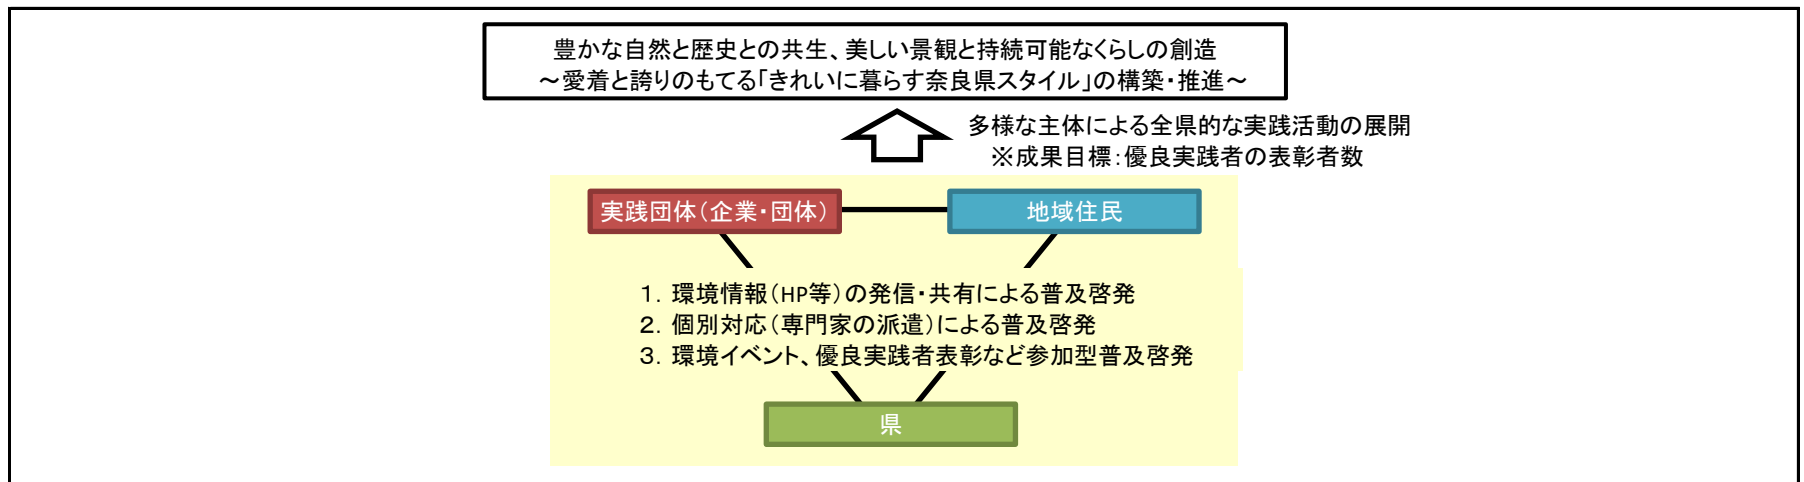 豊かな自然と歴史との共生、美しい景観と持続可能なくらしの創造
～愛着と誇りのもてる「きれいに暮らす奈良県スタイル」の構築・推進～
多様な主体による全県的な実践活動の展開
※成果目標：優良実践者の表彰者数
実践団体（企業・団体）
地域住民
1．環境情報（HP等）の発信・共有による普及啓発
2．個別対応（専門家の派遣）による普及啓発
3．環境イベント、優良実践者表彰など参加型普及啓発
県